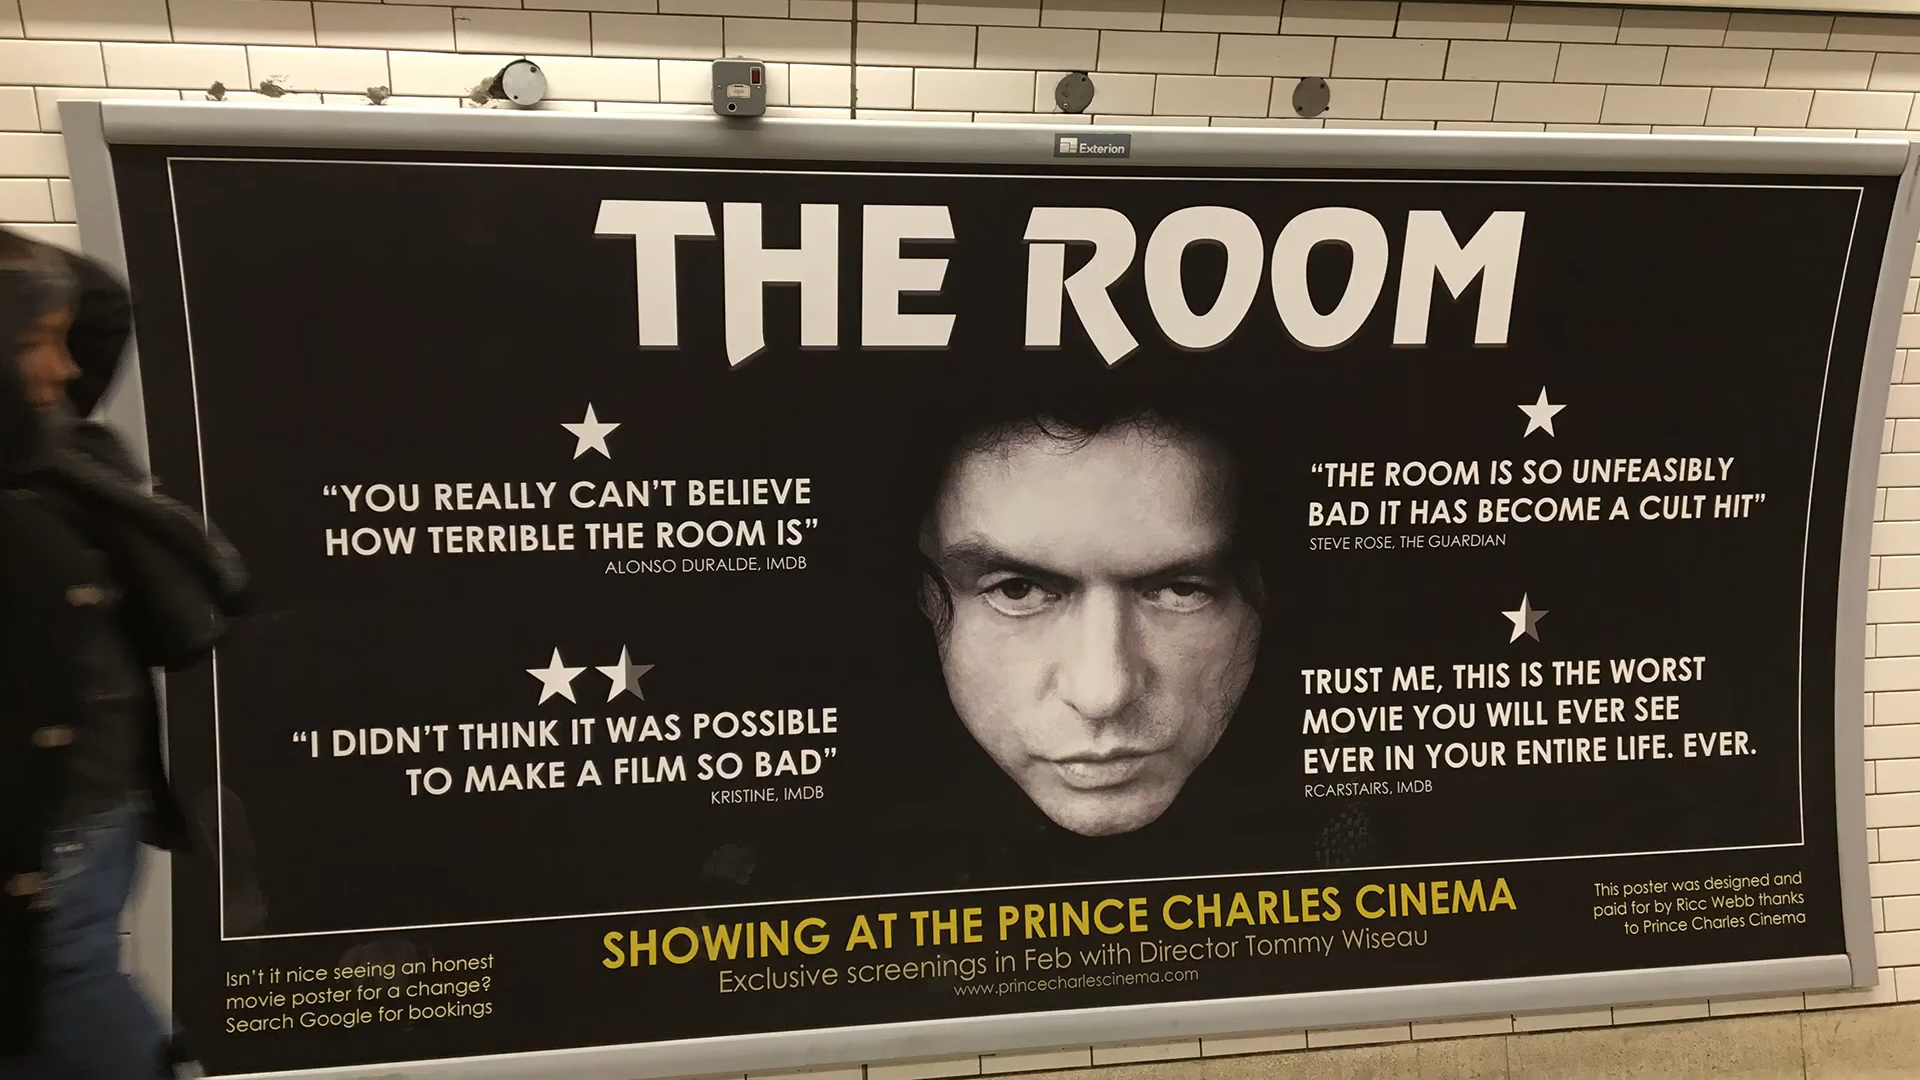 Exterion
THE ROOM
“YOU REALLY CAN’T BELIEVE
HOW TERRIBLE THE ROOM IS”
ALONSO DURALDE, IMDB
“THE ROOM IS SO UNFEASIBLY
BAD IT HAS BECOME A CULT HIT”
STEVE ROSE, THE GUARDIAN
“I DIDN’T THINK IT WAS POSSIBLE
TO MAKE A FILM SO BAD”
KRISTINE, IMDB
TRUST ME, THIS IS THE WORST
MOVIE YOU WILL EVER SEE
EVER IN YOUR ENTIRE LIFE. EVER.
RCARSTAIRS, IMDB
SHOWING AT THE PRINCE CHARLES CINEMA
Exclusive screenings in Feb with Director Tommy Wiseau
www.princecharlescinema.com
Isn’t it nice seeing an honest
movie poster for a change?
Search Google for bookings
This poster was designed and
paid for by Ricc Webb thanks
to Prince Charles Cinema